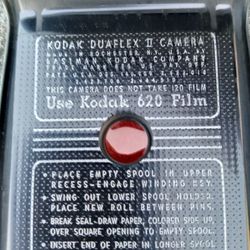 KODAK DUAFLEX II CAMERA
MADE IN ROCHESTER, N.Y., U.S.A.
EASTMAN KODAK COMPANY
THIS CAMERA DOES NOT TAKE 120 FILM
Use Kodak 620 Film
• PLACE EMPTY SPOOL IN UPPER
RECESS-ENGAGE WINDING KEY.
• SWING OUT LOWER SPOOL HOLDER
PLACE NEW ROLL BETWEEN PINS.
• BREAK SEAL-DRAW PAPER, COLORED SIDE UP,
OVER SQUARE OPENING TO EMPTY SPOOL.
• INSERT END OF PAPER IN LONGER SPOOL